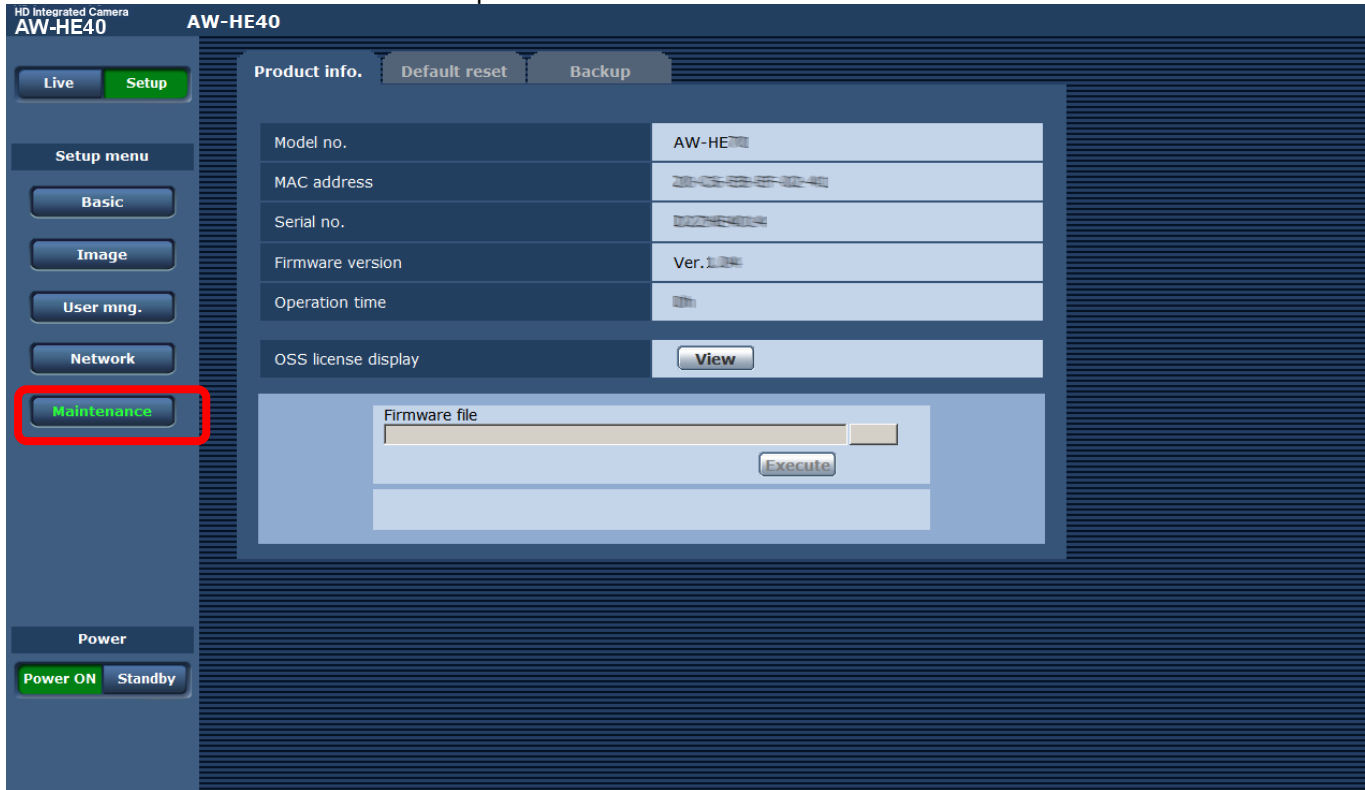 HD Integrated Camera
AW-HE40
AW-HE40
Live
Setup
Product info.
Default reset
Backup
Setup menu
Basic
Image
User mng.
Network
Maintenance
Model no.
AW-HE
MAC address
Serial no.
Firmware version
Ver.
Operation time
OSS license display
View
Firmware file
Execute
Power
Power ON
Standby